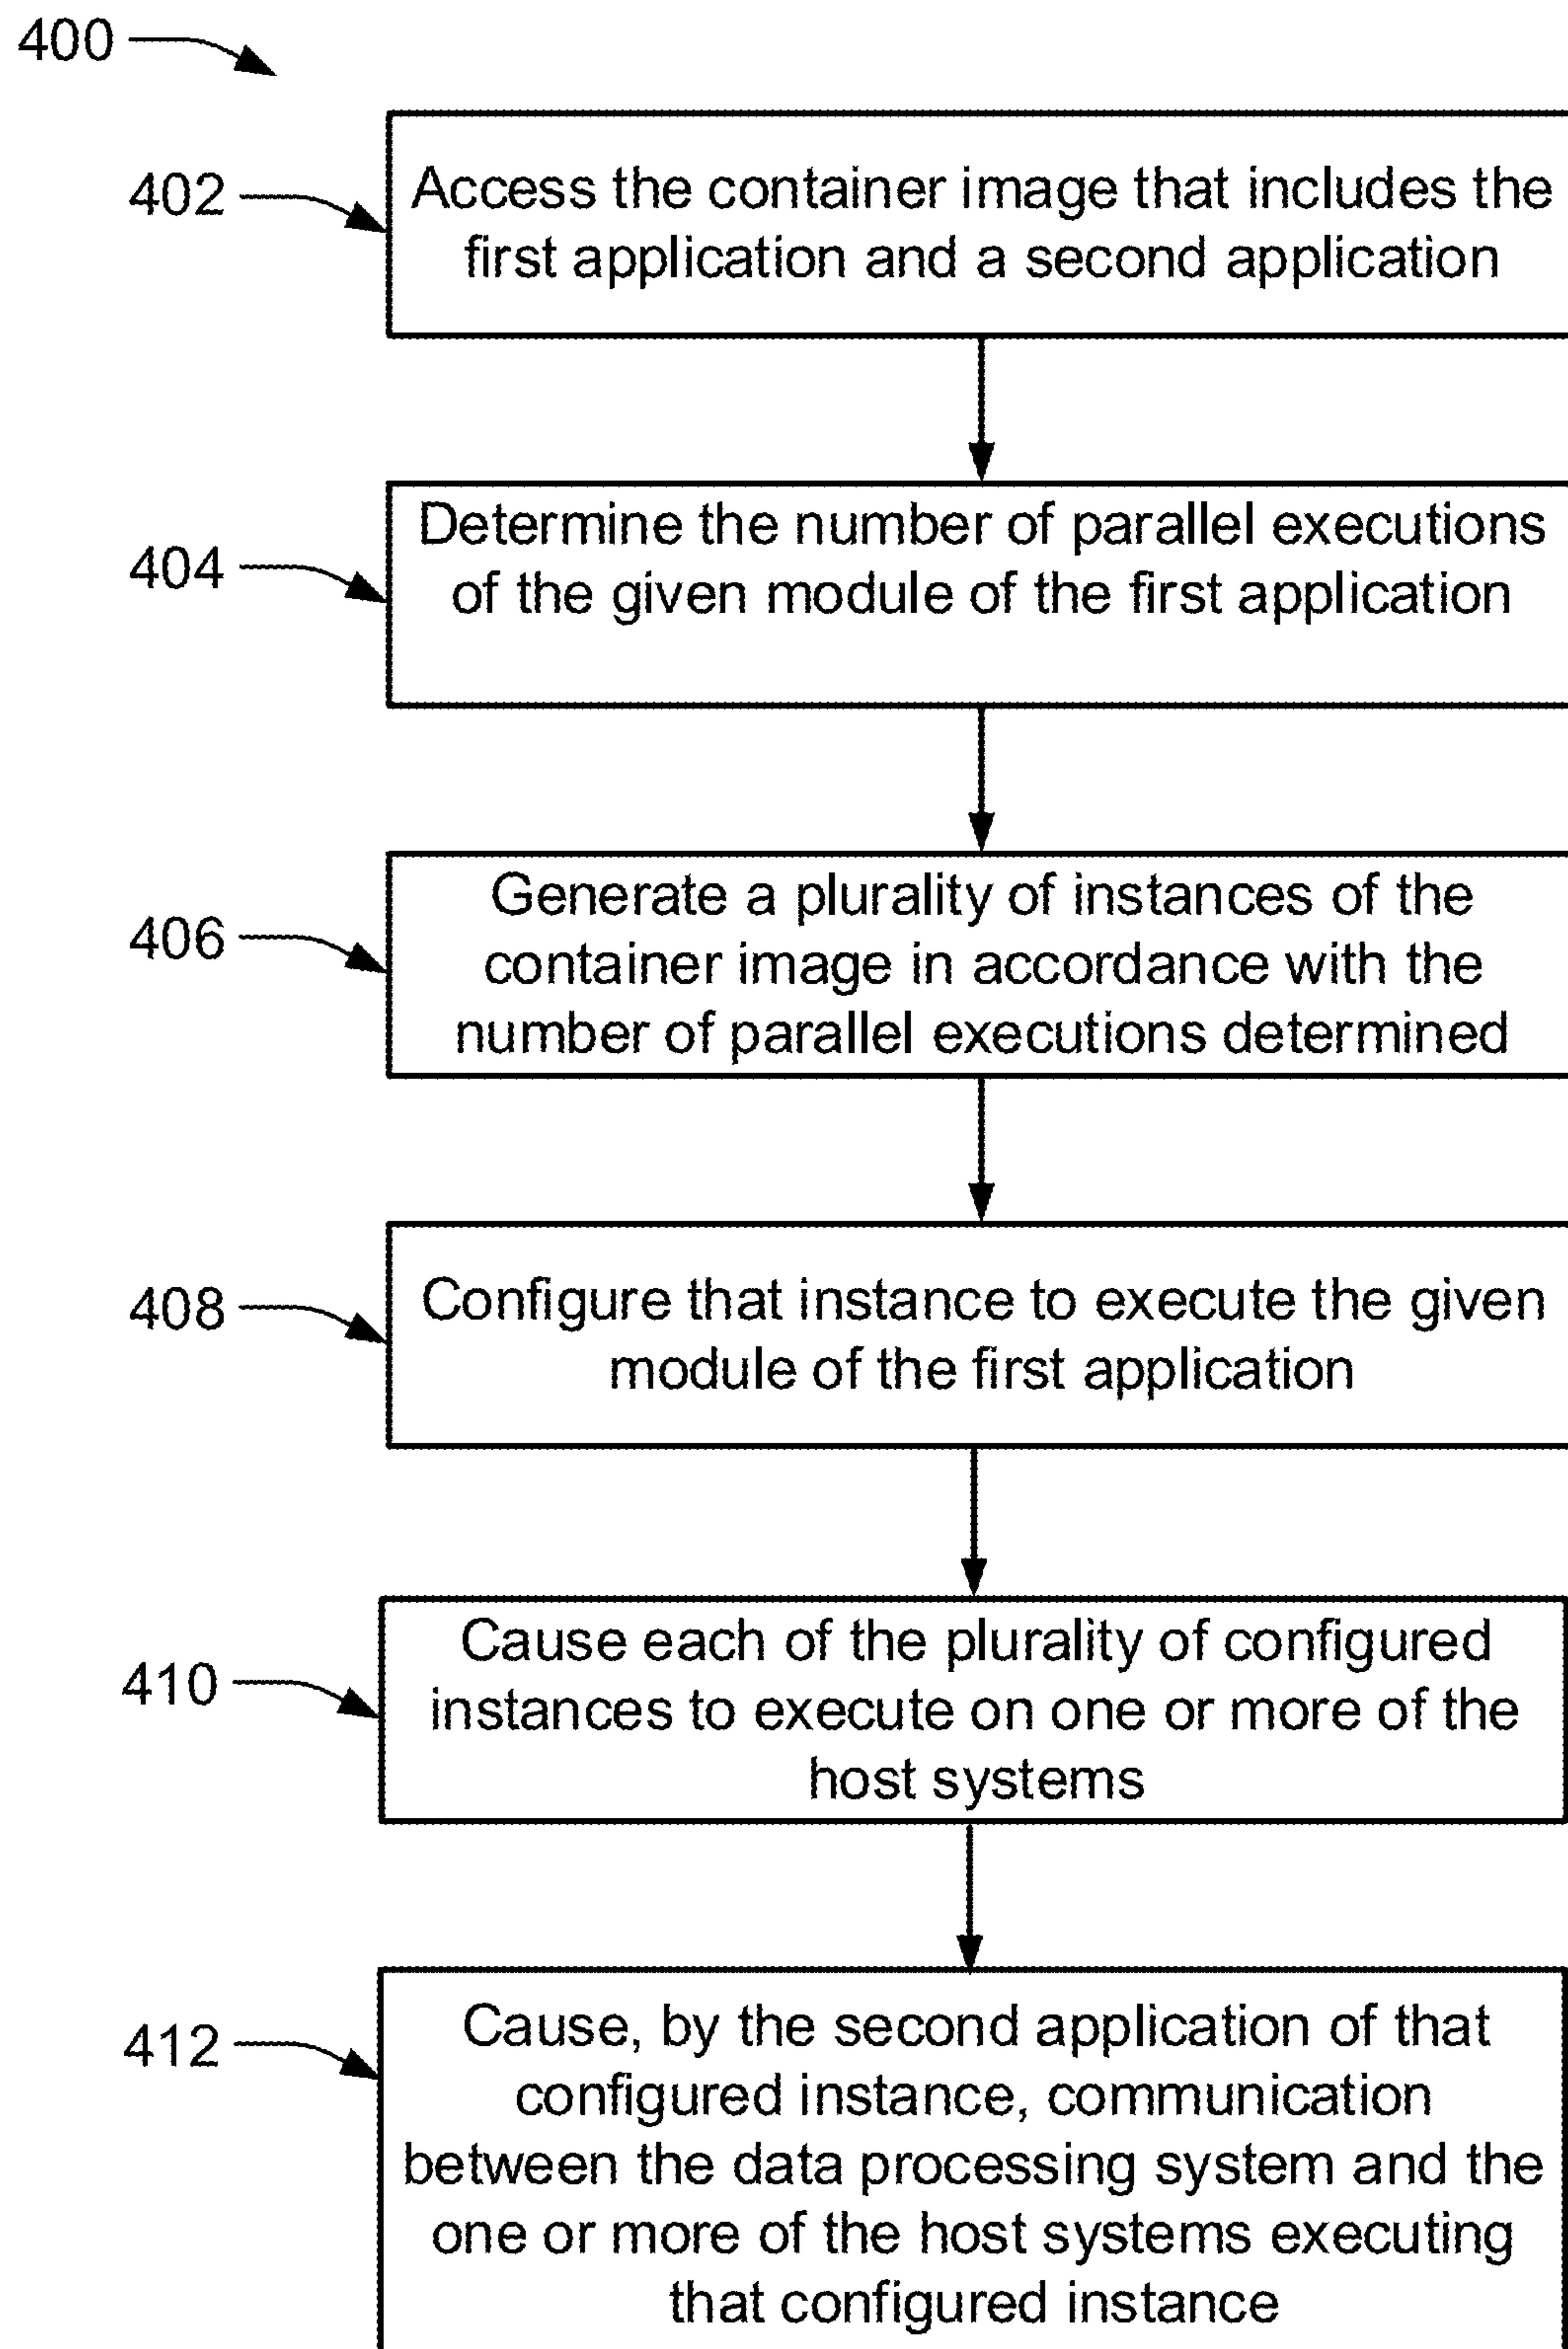 400
402
Access the container image that includes the
first application and a second application
404
Determine the number of parallel executions
of the given module of the first application
406
Generate a plurality of instances of the
container image in accordance with the
number of parallel executions determined
408
Configure that instance to execute the given
module of the first application
410
Cause each of the plurality of configured
instances to execute on one or more of the
host systems
412
Cause, by the second application of that
configured instance, communication
between the data processing system and the
one or more of the host systems executing
that configured instance